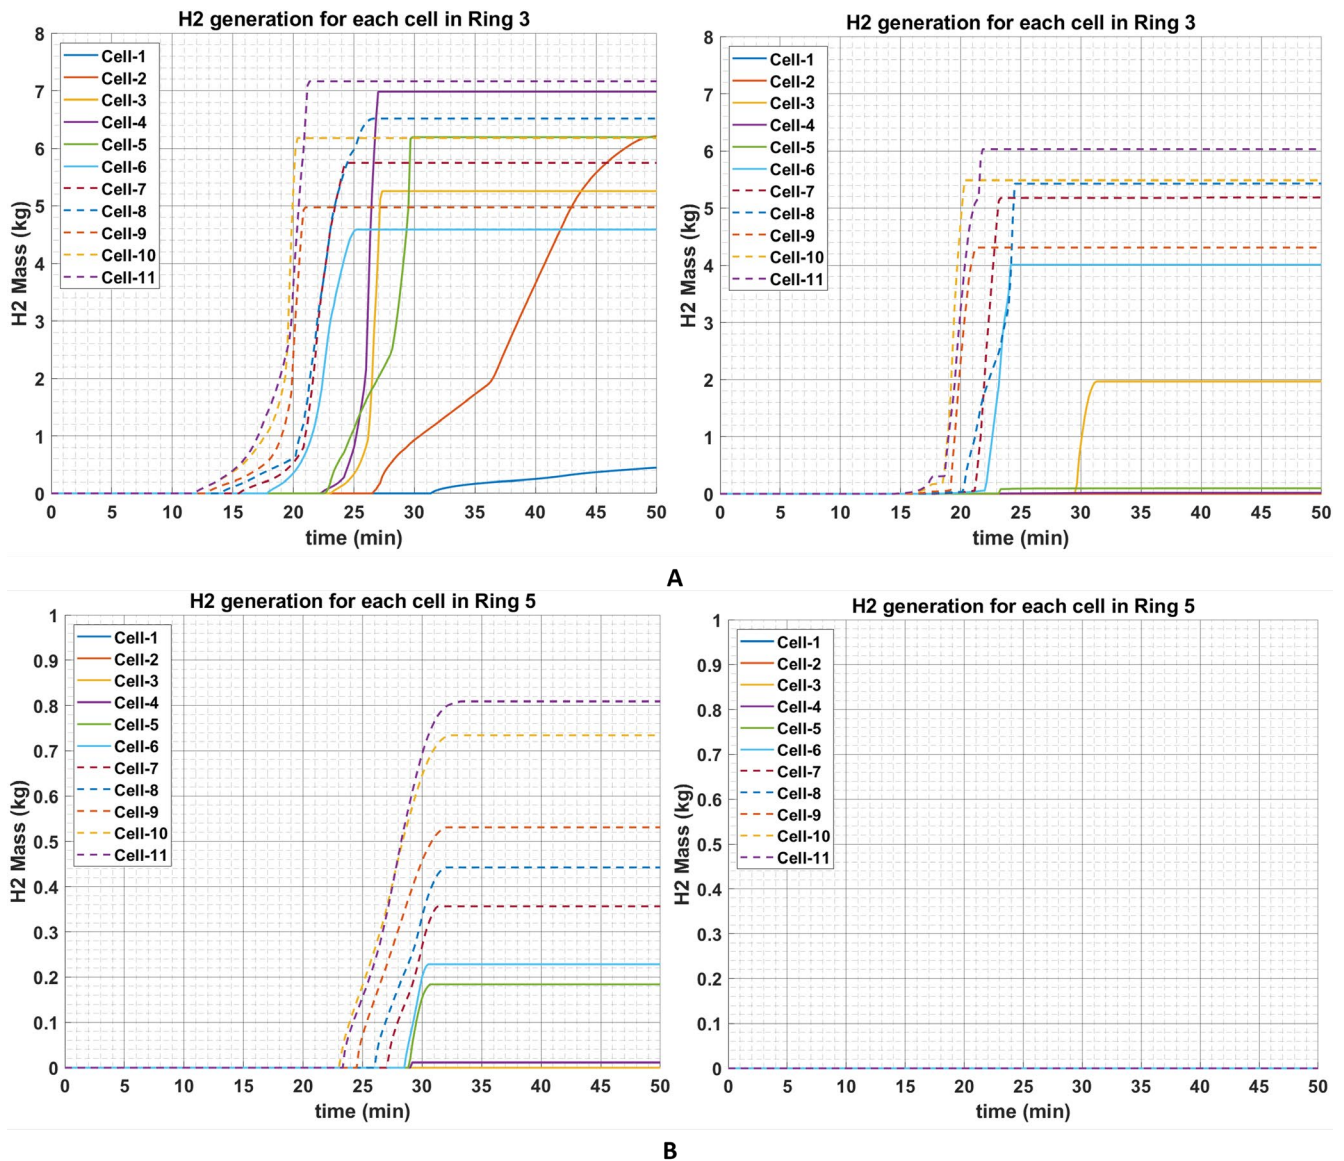 H2 generation for each cell in Ring 3
8
7
6
5
4
3
2
1
0
H2 Mass (kg)
Cell-1
Cell-2
Cell-3
Cell-4
Cell-5
Cell-6
Cell-7
Cell-8
Cell-9
Cell-10
Cell-11
0 5 10 15 20 25 30 35 40 45 50
time (min)
H2 generation for each cell in Ring 3
8
7
6
5
4
3
2
1
0
H2 Mass (kg)
Cell-1
Cell-2
Cell-3
Cell-4
Cell-5
Cell-6
Cell-7
Cell-8
Cell-9
Cell-10
Cell-11
0 5 10 15 20 25 30 35 40 45 50
time (min)
A
H2 generation for each cell in Ring 5
1
0.9
0.8
0.7
0.6
0.5
0.4
0.3
0.2
0.1
0
H2 Mass (kg)
Cell-1
Cell-2
Cell-3
Cell-4
Cell-5
Cell-6
Cell-7
Cell-8
Cell-9
Cell-10
Cell-11
0 5 10 15 20 25 30 35 40 45 50
time (min)
H2 generation for each cell in Ring 5
1
0.9
0.8
0.7
0.6
0.5
0.4
0.3
0.2
0.1
0
H2 Mass (kg)
Cell-1
Cell-2
Cell-3
Cell-4
Cell-5
Cell-6
Cell-7
Cell-8
Cell-9
Cell-10
Cell-11
0 5 10 15 20 25 30 35 40 45 50
time (min)
B